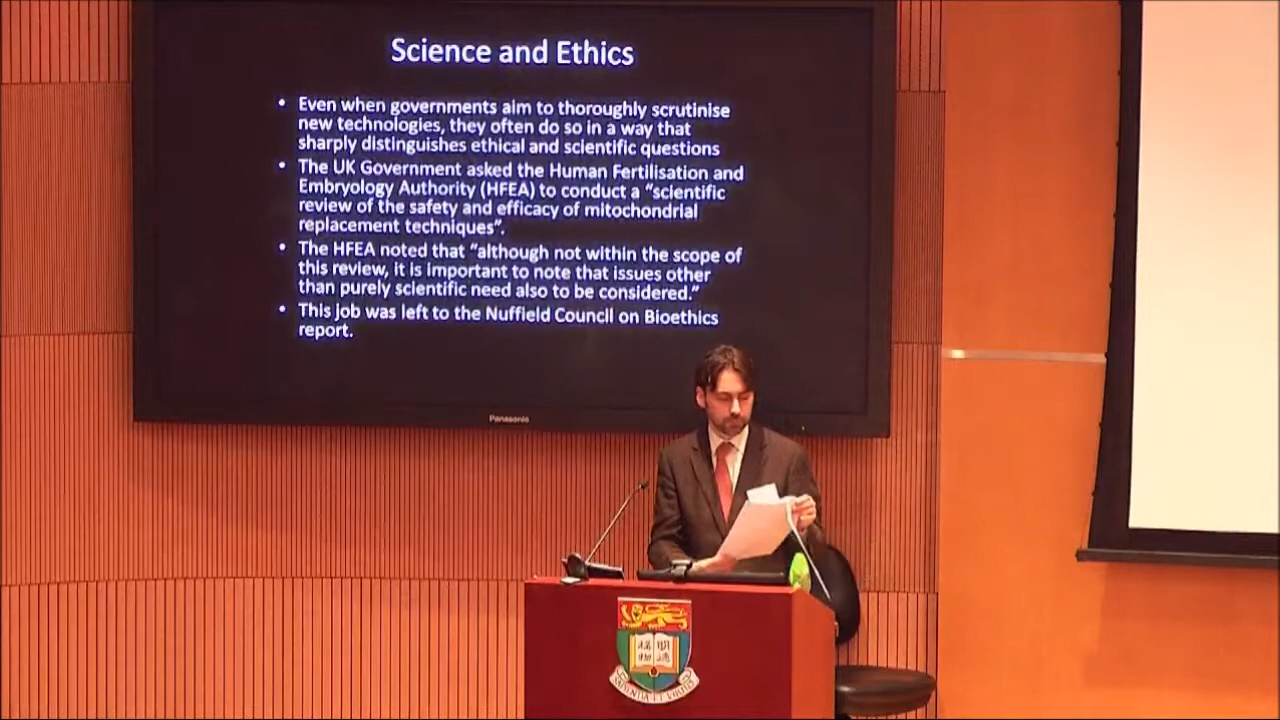 Science and Ethics
• Even when governments aim to thoroughly scrutinise
new technologies, they often do so in a way that
sharply distinguishes ethical and scientific questions
• The UK Government asked the Human Fertilisation and
Embryology Authority (HFEA) to conduct a “scientific
review of the safety and efficacy of mitochondrial
replacement techniques”.
• The HFEA noted that “although not within the scope of
this review, it is important to note that issues other
than purely scientific need also to be considered.”
• This job was left to the Nuffield Council on Bioethics
report.
Panasonic
SAPIENTIA ET VIRTUS